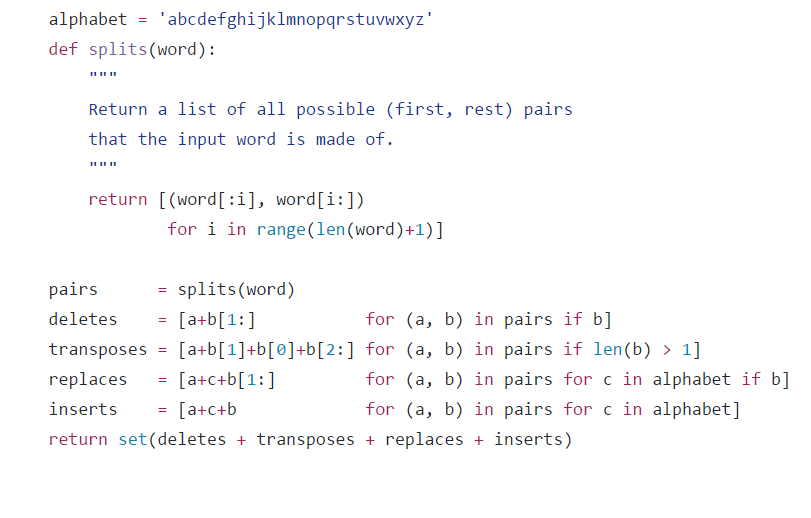 alphabet = 'abcdefghijklmnopqrstuvwxyz'
def splits(word):
    """
    Return a list of all possible (first, rest) pairs
    that the input word is made of.
    """
    return [(word[:i], word[i:])
            for i in range(len(word)+1)]

pairs      = splits(word)
deletes    = [a+b[1:]           for (a, b) in pairs if b]
transposes = [a+b[1]+b[0]+b[2:] for (a, b) in pairs if len(b) > 1]
replaces   = [a+c+b[1:]         for (a, b) in pairs for c in alphabet if b]
inserts    = [a+c+b             for (a, b) in pairs for c in alphabet]
return set(deletes + transposes + replaces + inserts)